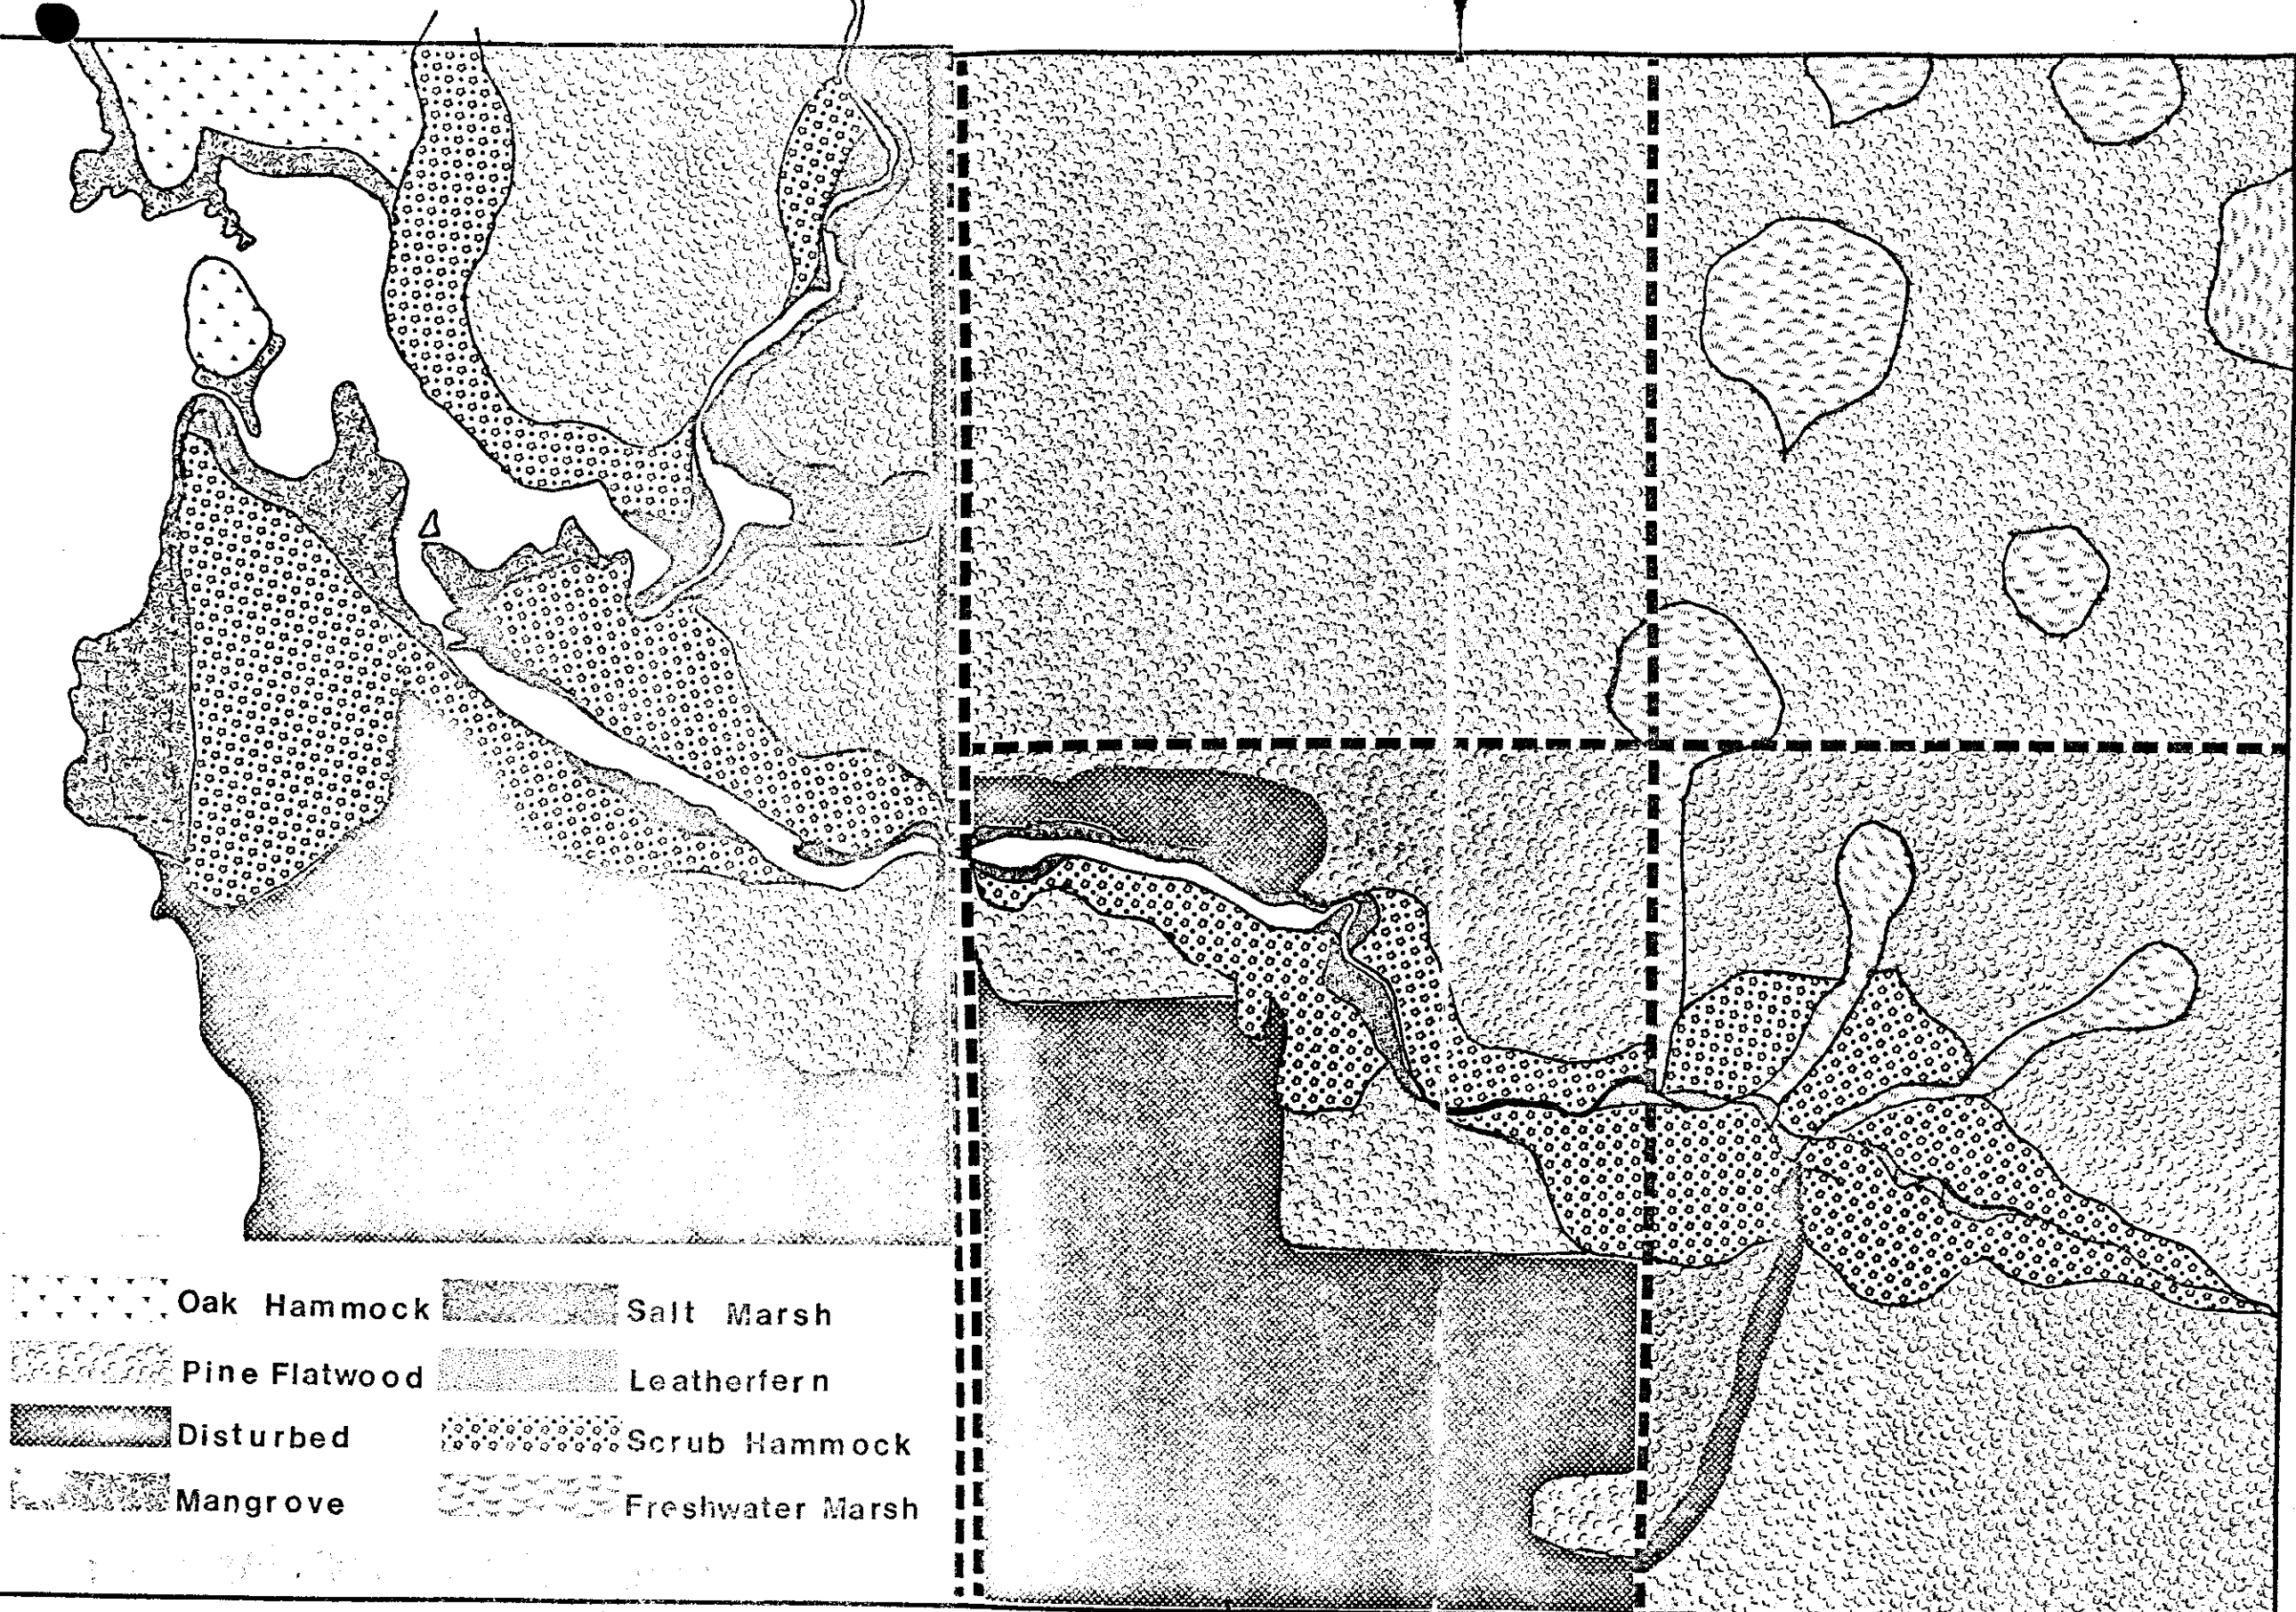 Oak Hammock
Pine Flatwood
Disturbed
Mangrove
Salt Marsh
Leatherfern
Scrub Hammock
Freshwater Marsh